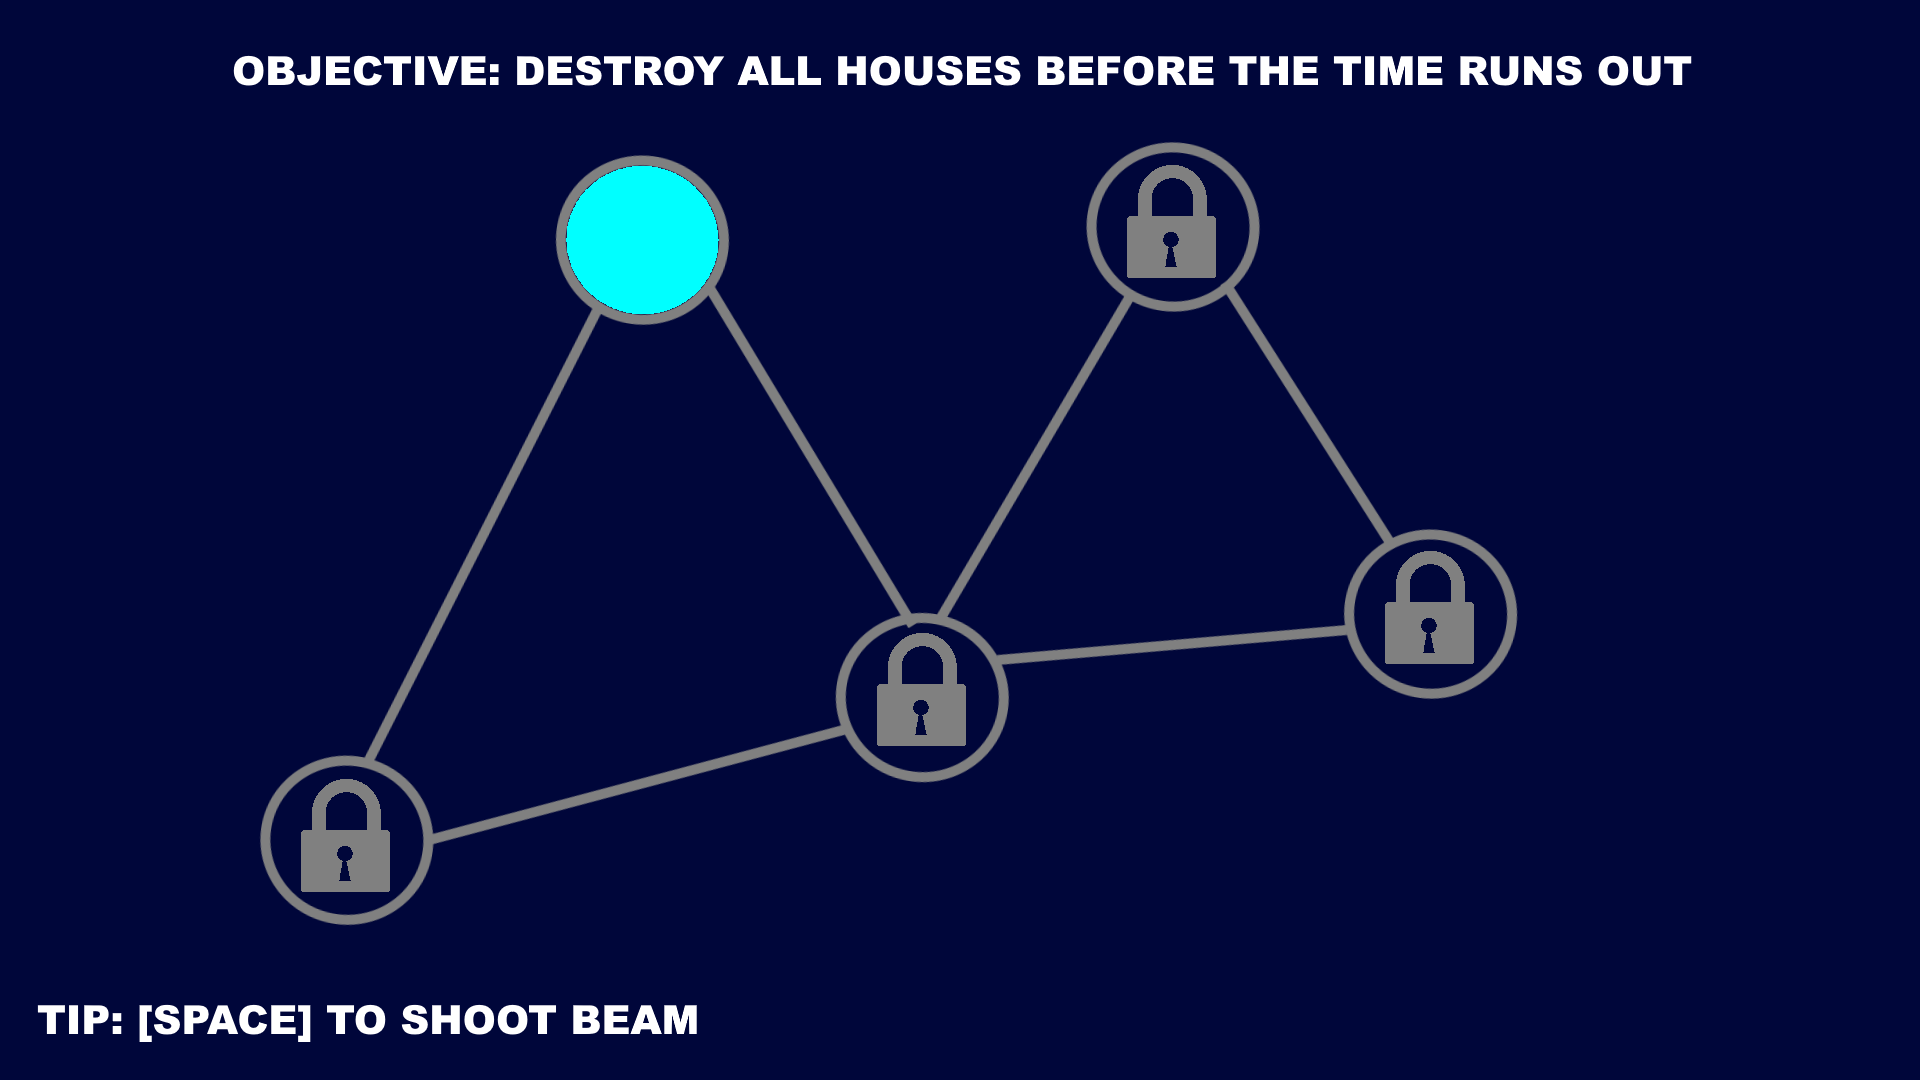 OBJECTIVE: DESTROY ALL HOUSES BEFORE THE TIME RUNS OUT
TIP: [SPACE] TO SHOOT BEAM